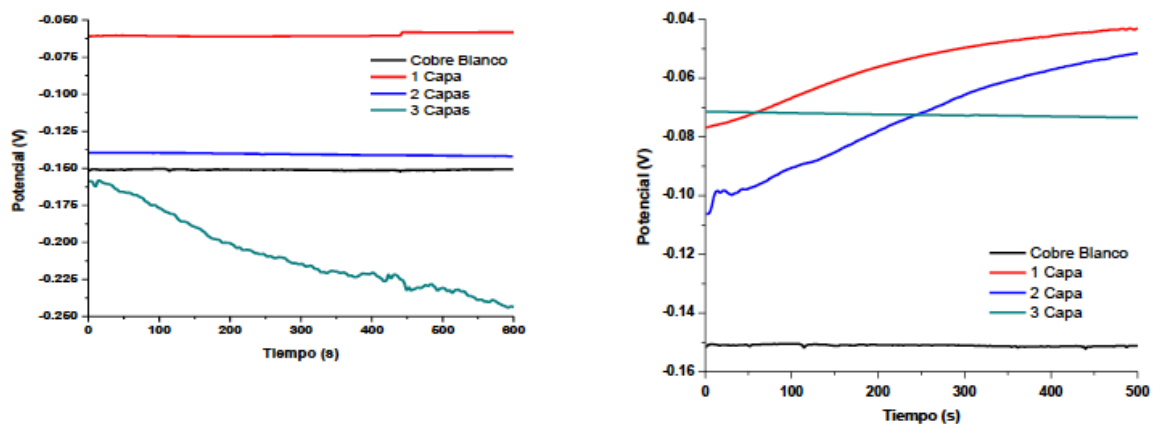 -0.050
-0.075
-0.100
-0.125
-0.150
-0.175
-0.200
-0.225
-0.250
Potencial (V)
0 100 200 300 400 500 600
Tiempo (s)
Cobre Blanco
1 Capa
2 Capas
3 Capas
-0.04
-0.06
-0.08
-0.10
-0.12
-0.14
-0.16
Potencial (V)
0 100 200 300 400 500
Tiempo (s)
Cobre Blanco
1 Capa
2 Capa
3 Capa